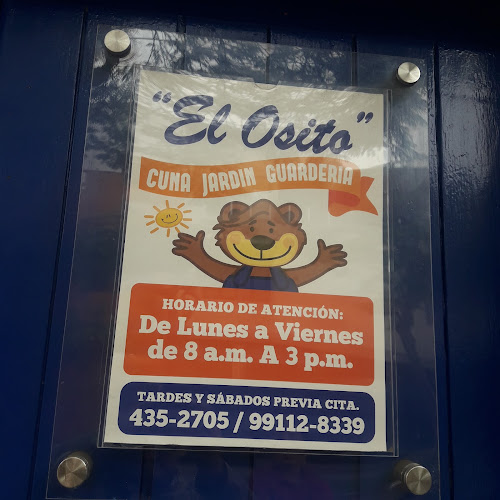 "El Osito"
CUNA JARDIN GUARDERIA
HORARIO DE ATENCIÓN:
De Lunes a Viernes
de 8 a.m. A 3 p.m.
TARDES Y SÁBADOS PREVIA CITA.
435-2705 / 99112-8339